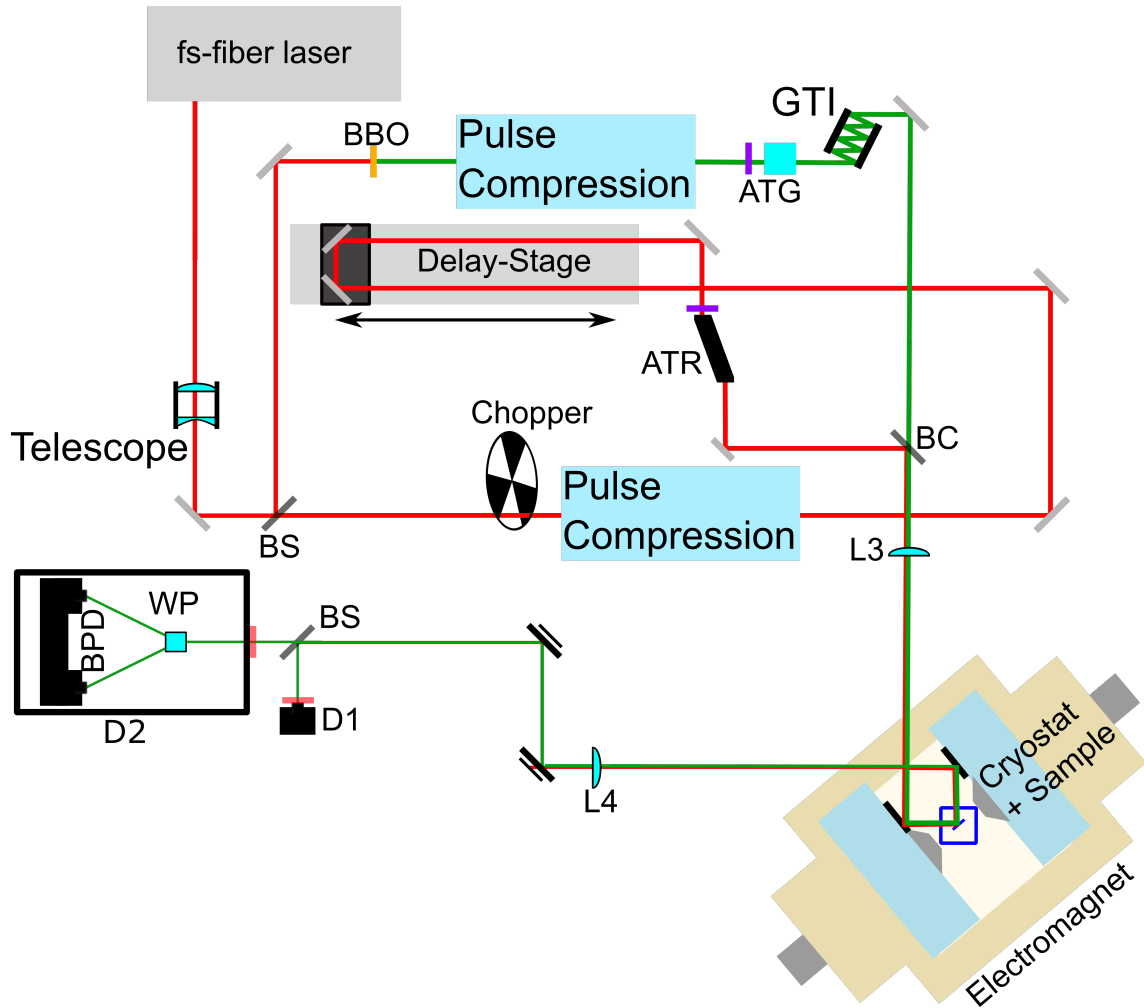 fs-fiber laser
GTI
BBO
Pulse
Compression
ATG
Delay-Stage
ATR
Chopper
Telescope
BC
Pulse
Compression
BS
L3
WP
BS
BPD
D1
D2
L4
Cryostat
+ Sample
Electromagnet